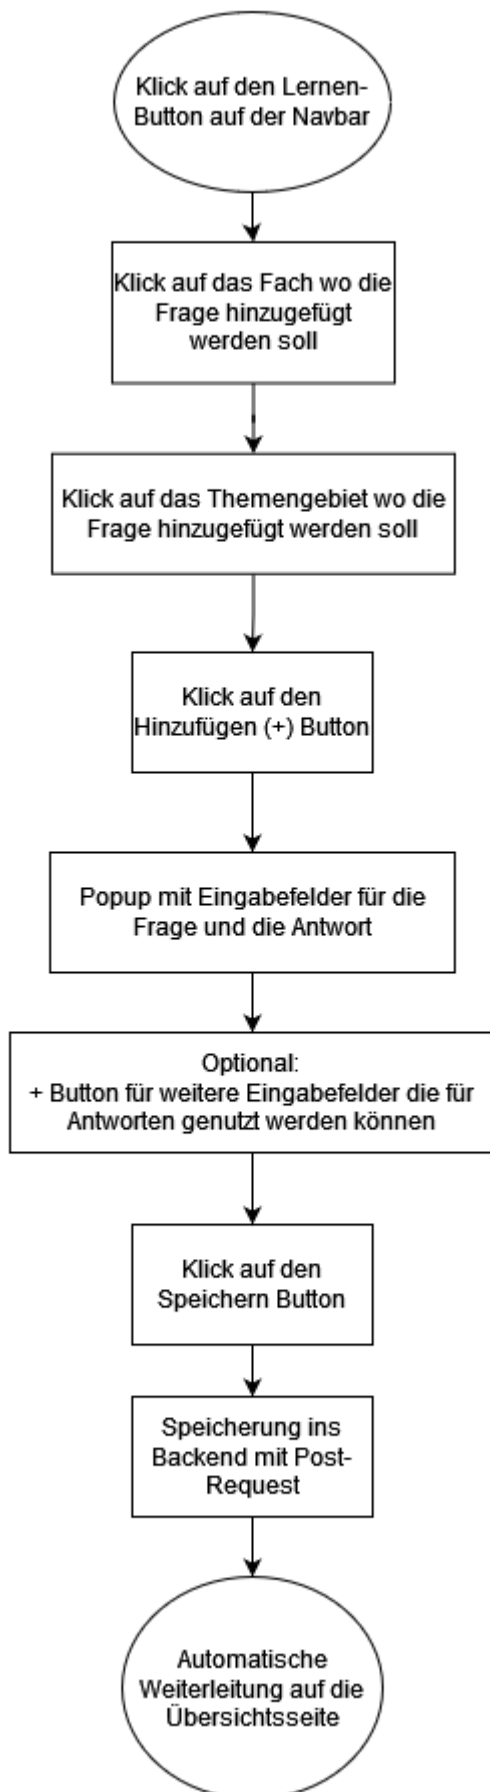 Klick auf den Lernen-
Button auf der Navbar
Klick auf das Fach wo die
Frage hinzugefügt
werden soll
Klick auf das Themengebiet wo die
Frage hinzugefügt werden soll
Klick auf den
Hinzufügen (+) Button
Popup mit Eingabefelder für die
Frage und die Antwort
Optional:
+ Button für weitere Eingabefelder die für
Antworten genutzt werden können
Klick auf den
Speichern Button
Speicherung ins
Backend mit Post-
Request
Automatische
Weiterleitung auf die
Übersichtsseite